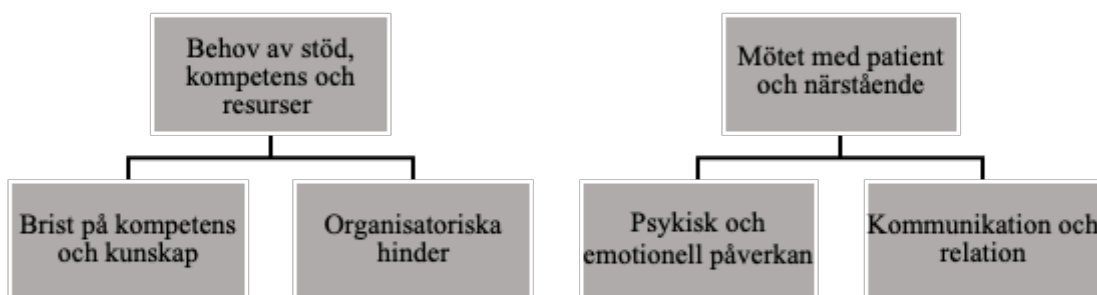 Behov av stöd,
kompetens och
resurser
Mötet med patient
och närstående
Brist på kompetens
och kunskap
Organisatoriska
hinder
Psykisk och
emotionell påverkan
Kommunikation och
relation